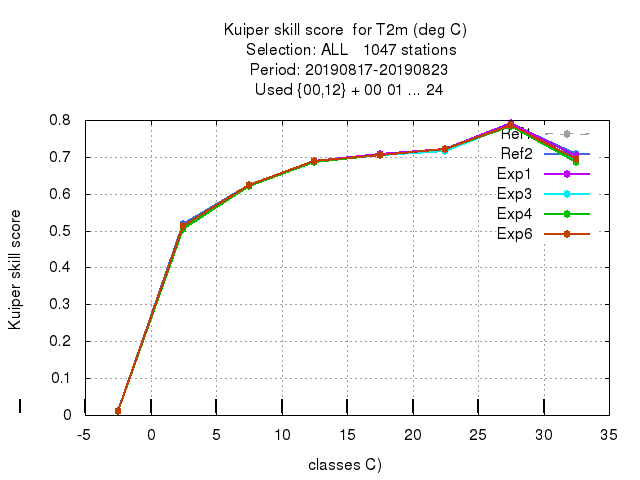 Kuiper skill score for T2m (deg C)
Selection: ALL 1047 stations
Period: 20190817-20190823
Used {00,12} + 00 01 ... 24
0.8
0.7
0.6
0.5
0.4
0.3
0.2
0.1
0
Kuiper skill score
Ref1
Ref2
Exp1
Exp3
Exp4
Exp6
-5 0 5 10 15 20 25 30 35
classes C)